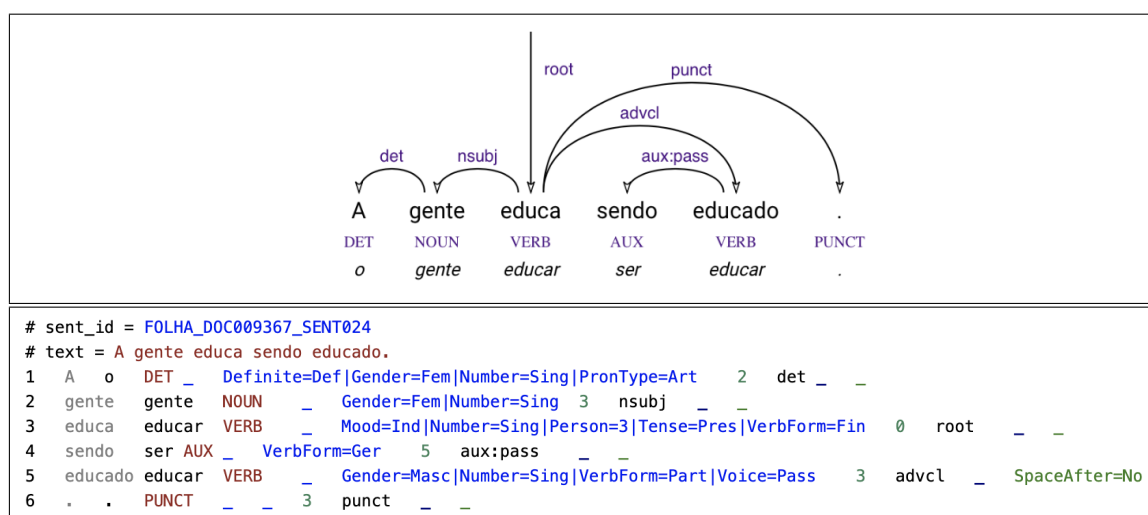 root
punct
advcl
det nsubj aux:pass
A gente educa sendo educado .
DET NOUN VERB AUX VERB PUNCT
o gente educar ser educar .
# sent_id = FOLHA_DOC009367_SENT024
# text = A gente educa sendo educado.
1 A o DET _ Definite=Def|Gender=Fem|Number=Sing|PronType=Art 2 det _ _
2 gente gente NOUN _ Gender=Fem|Number=Sing 3 nsubj _ _
3 educa educar VERB _ Mood=Ind|Number=Sing|Person=3|Tense=Pres|VerbForm=Fin 0 root _ _
4 sendo ser AUX _ VerbForm=Ger 5 aux:pass _ _
5 educado educar VERB _ Gender=Masc|Number=Sing|VerbForm=Part|Voice=Pass 3 advcl _ SpaceAfter=No
6 . . PUNCT _ _ 3 punct _ _